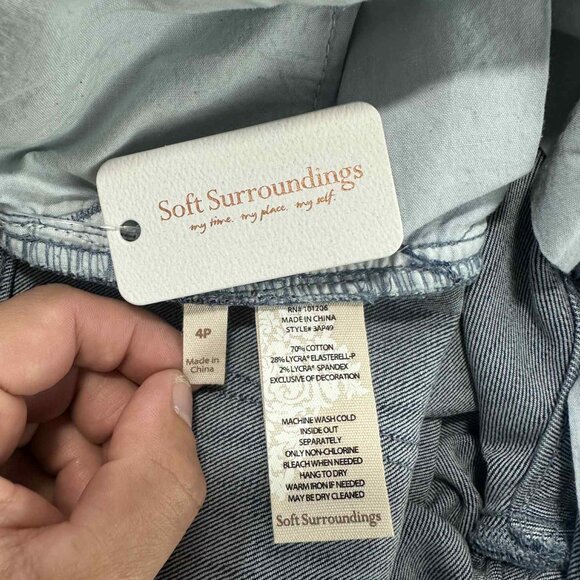 Soft Surroundings
my time. my place. my self.
RN# 101206
MADE IN CHINA
STYLE# 3AP49
4P
Made in
China
70% COTTON
28% LYCRA® ELASTERELL-P
2% LYCRA® SPANDEX
EXCLUSIVE OF DECORATION
MACHINE WASH COLD
INSIDE OUT
SEPARATELY
ONLY NON-CHLORINE
BLEACH WHEN NEEDED
HANG TO DRY
WARM IRON IF NEEDED
MAY BE DRY CLEANED
Soft Surroundings